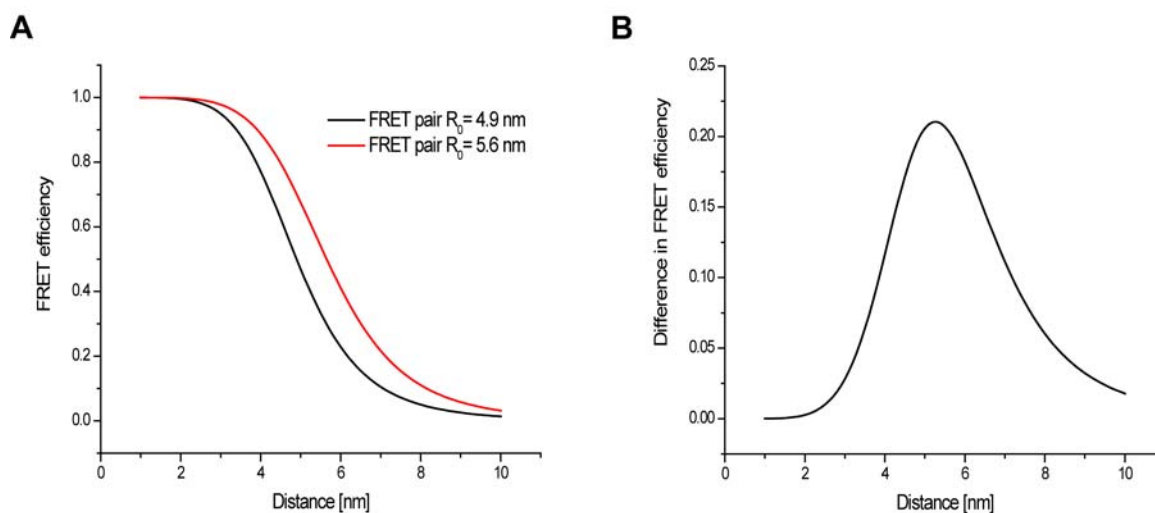 A
1.0
0.8
0.6
0.4
0.2
0.0
FRET efficiency
FRET pair R0= 4.9 nm
FRET pair R0= 5.6 nm
0 2 4 6 8 10
Distance [nm]
B
0.25
0.20
0.15
0.10
0.05
0.00
Difference in FRET efficiency
0 2 4 6 8 10
Distance [nm]